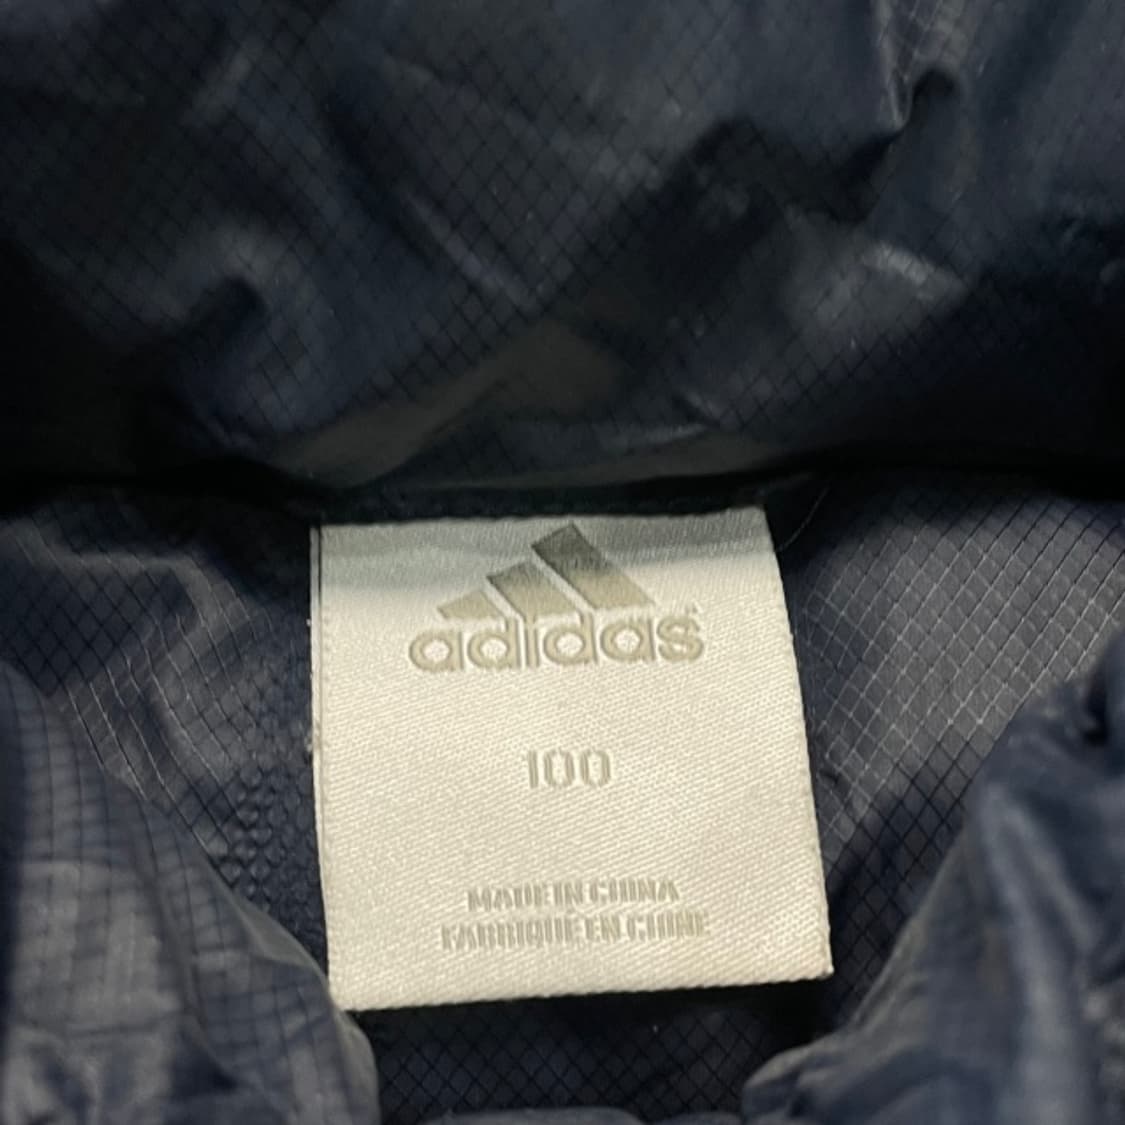 adidas
100
MADE IN CHINA
FABRIQUÉ EN CHINE